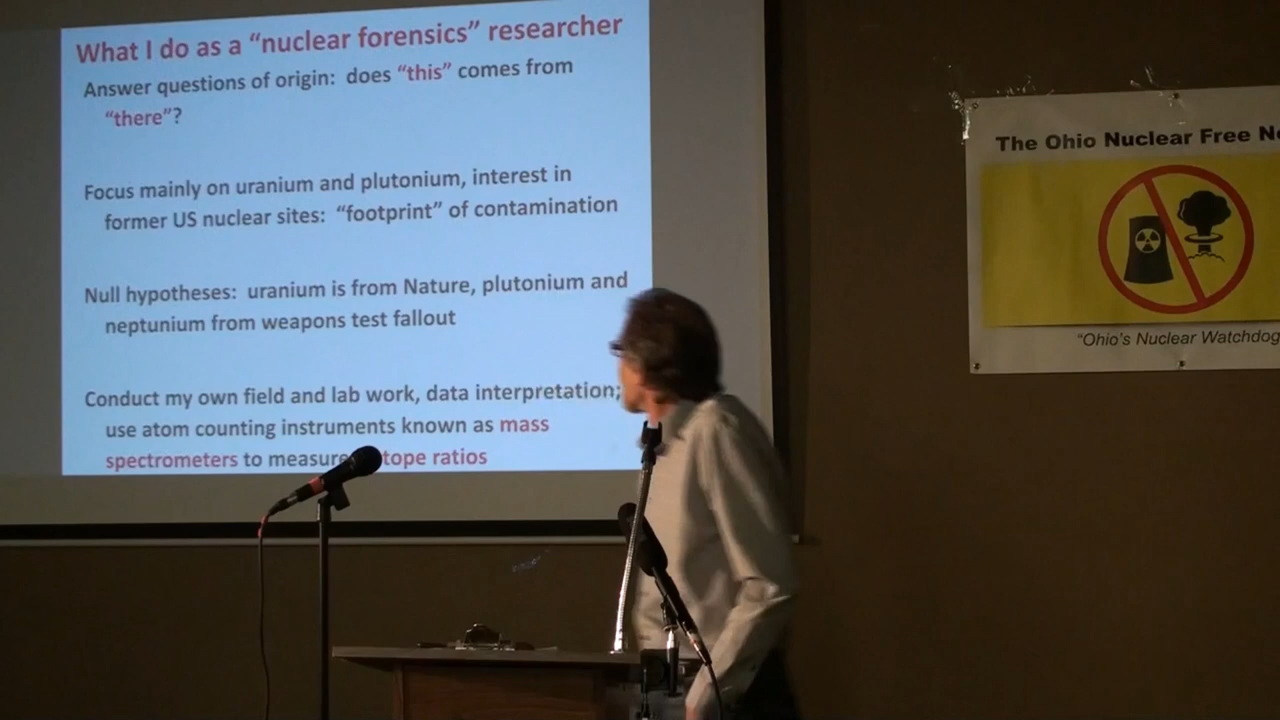 What I do as a “nuclear forensics” researcher
Answer questions of origin: does “this” comes from
“there”?
Focus mainly on uranium and plutonium, interest in
former US nuclear sites: “footprint” of contamination
Null hypotheses: uranium is from Nature, plutonium and
neptunium from weapons test fallout
Conduct my own field and lab work, data interpretation;
use atom counting instruments known as mass
spectrometers to measure tope ratios
The Ohio Nuclear Free
“Ohio’s Nuclear Watchdog